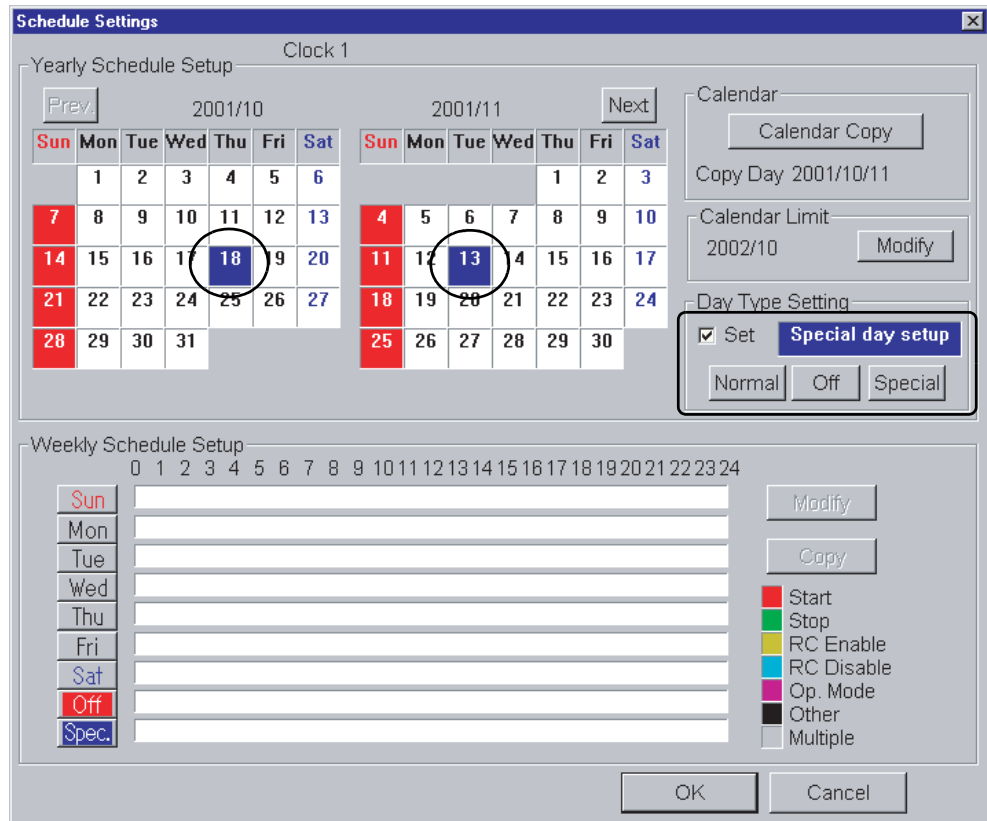 Schedule Settings
Clock 1
Yearly Schedule Setup
Prev. 2001/10 2001/11 Next
Sun Mon Tue Wed Thu Fri Sat Sun Mon Tue Wed Thu Fri Sat
1 2 3 4 5 6 1 2 3
7 8 9 10 11 12 13 4 5 6 7 8 9 10
14 15 16 17 18 19 20 11 12 13 14 15 16 17
21 22 23 24 25 26 27 18 19 20 21 22 23 24
28 29 30 31 25 26 27 28 29 30
Calendar
Calendar Copy
Copy Day 2001/10/11
Calendar Limit
2002/10 Modify
Day Type Setting
Set Special day setup
Normal Off Special
Weekly Schedule Setup
0 1 2 3 4 5 6 7 8 9 10 11 12 13 14 15 16 17 18 19 20 21 22 23 24
Sun
Mon
Tue
Wed
Thu
Fri
Sat
Off
Spec.
Modify
Copy
Start
Stop
RC Enable
RC Disable
Op. Mode
Other
Multiple
OK Cancel